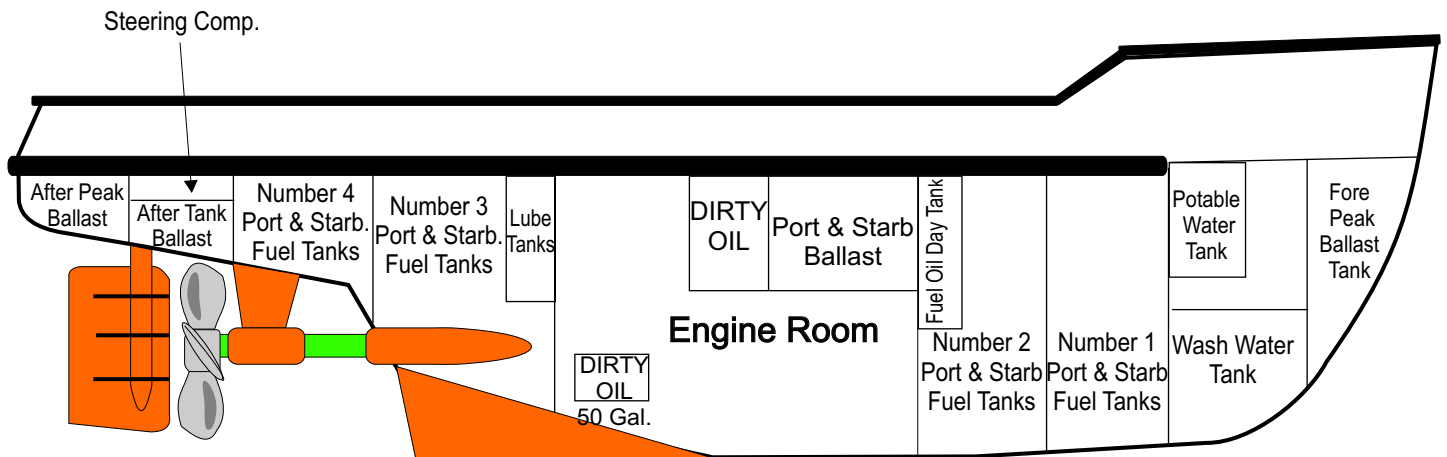 Steering Comp.
After Peak
Ballast
After Tank
Ballast
Number 4
Port & Starb.
Fuel Tanks
Number 3
Port & Starb.
Fuel Tanks
Lube
Tanks
DIRTY
OIL
50 Gal.
Engine Room
DIRTY
OIL
Port & Starb
Ballast
Fuel Oil Day Tank
Number 2
Port & Starb
Fuel Tanks
Number 1
Port & Starb
Fuel Tanks
Potable
Water
Tank
Wash Water
Tank
Fore
Peak
Ballast
Tank